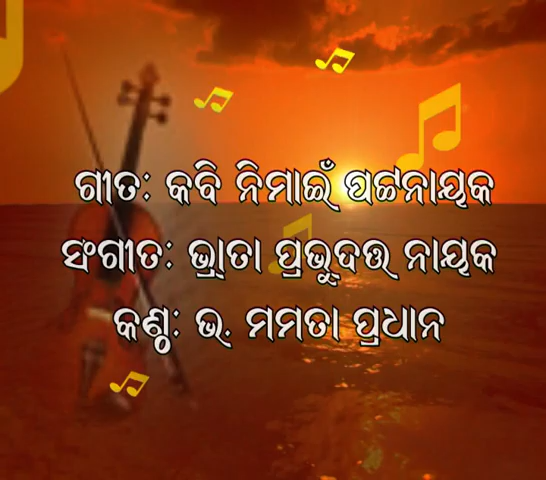 ଗୀତ: କବି ନିମାଇଁ ପଟ୍ଟନାୟକ
ସଂଗୀତ: ଭ୍ରାତା ପ୍ରଭୁଦତ୍ତ ନାୟକ
କଣ୍ଠ: ଭ. ମମତା ପ୍ରଧାନ